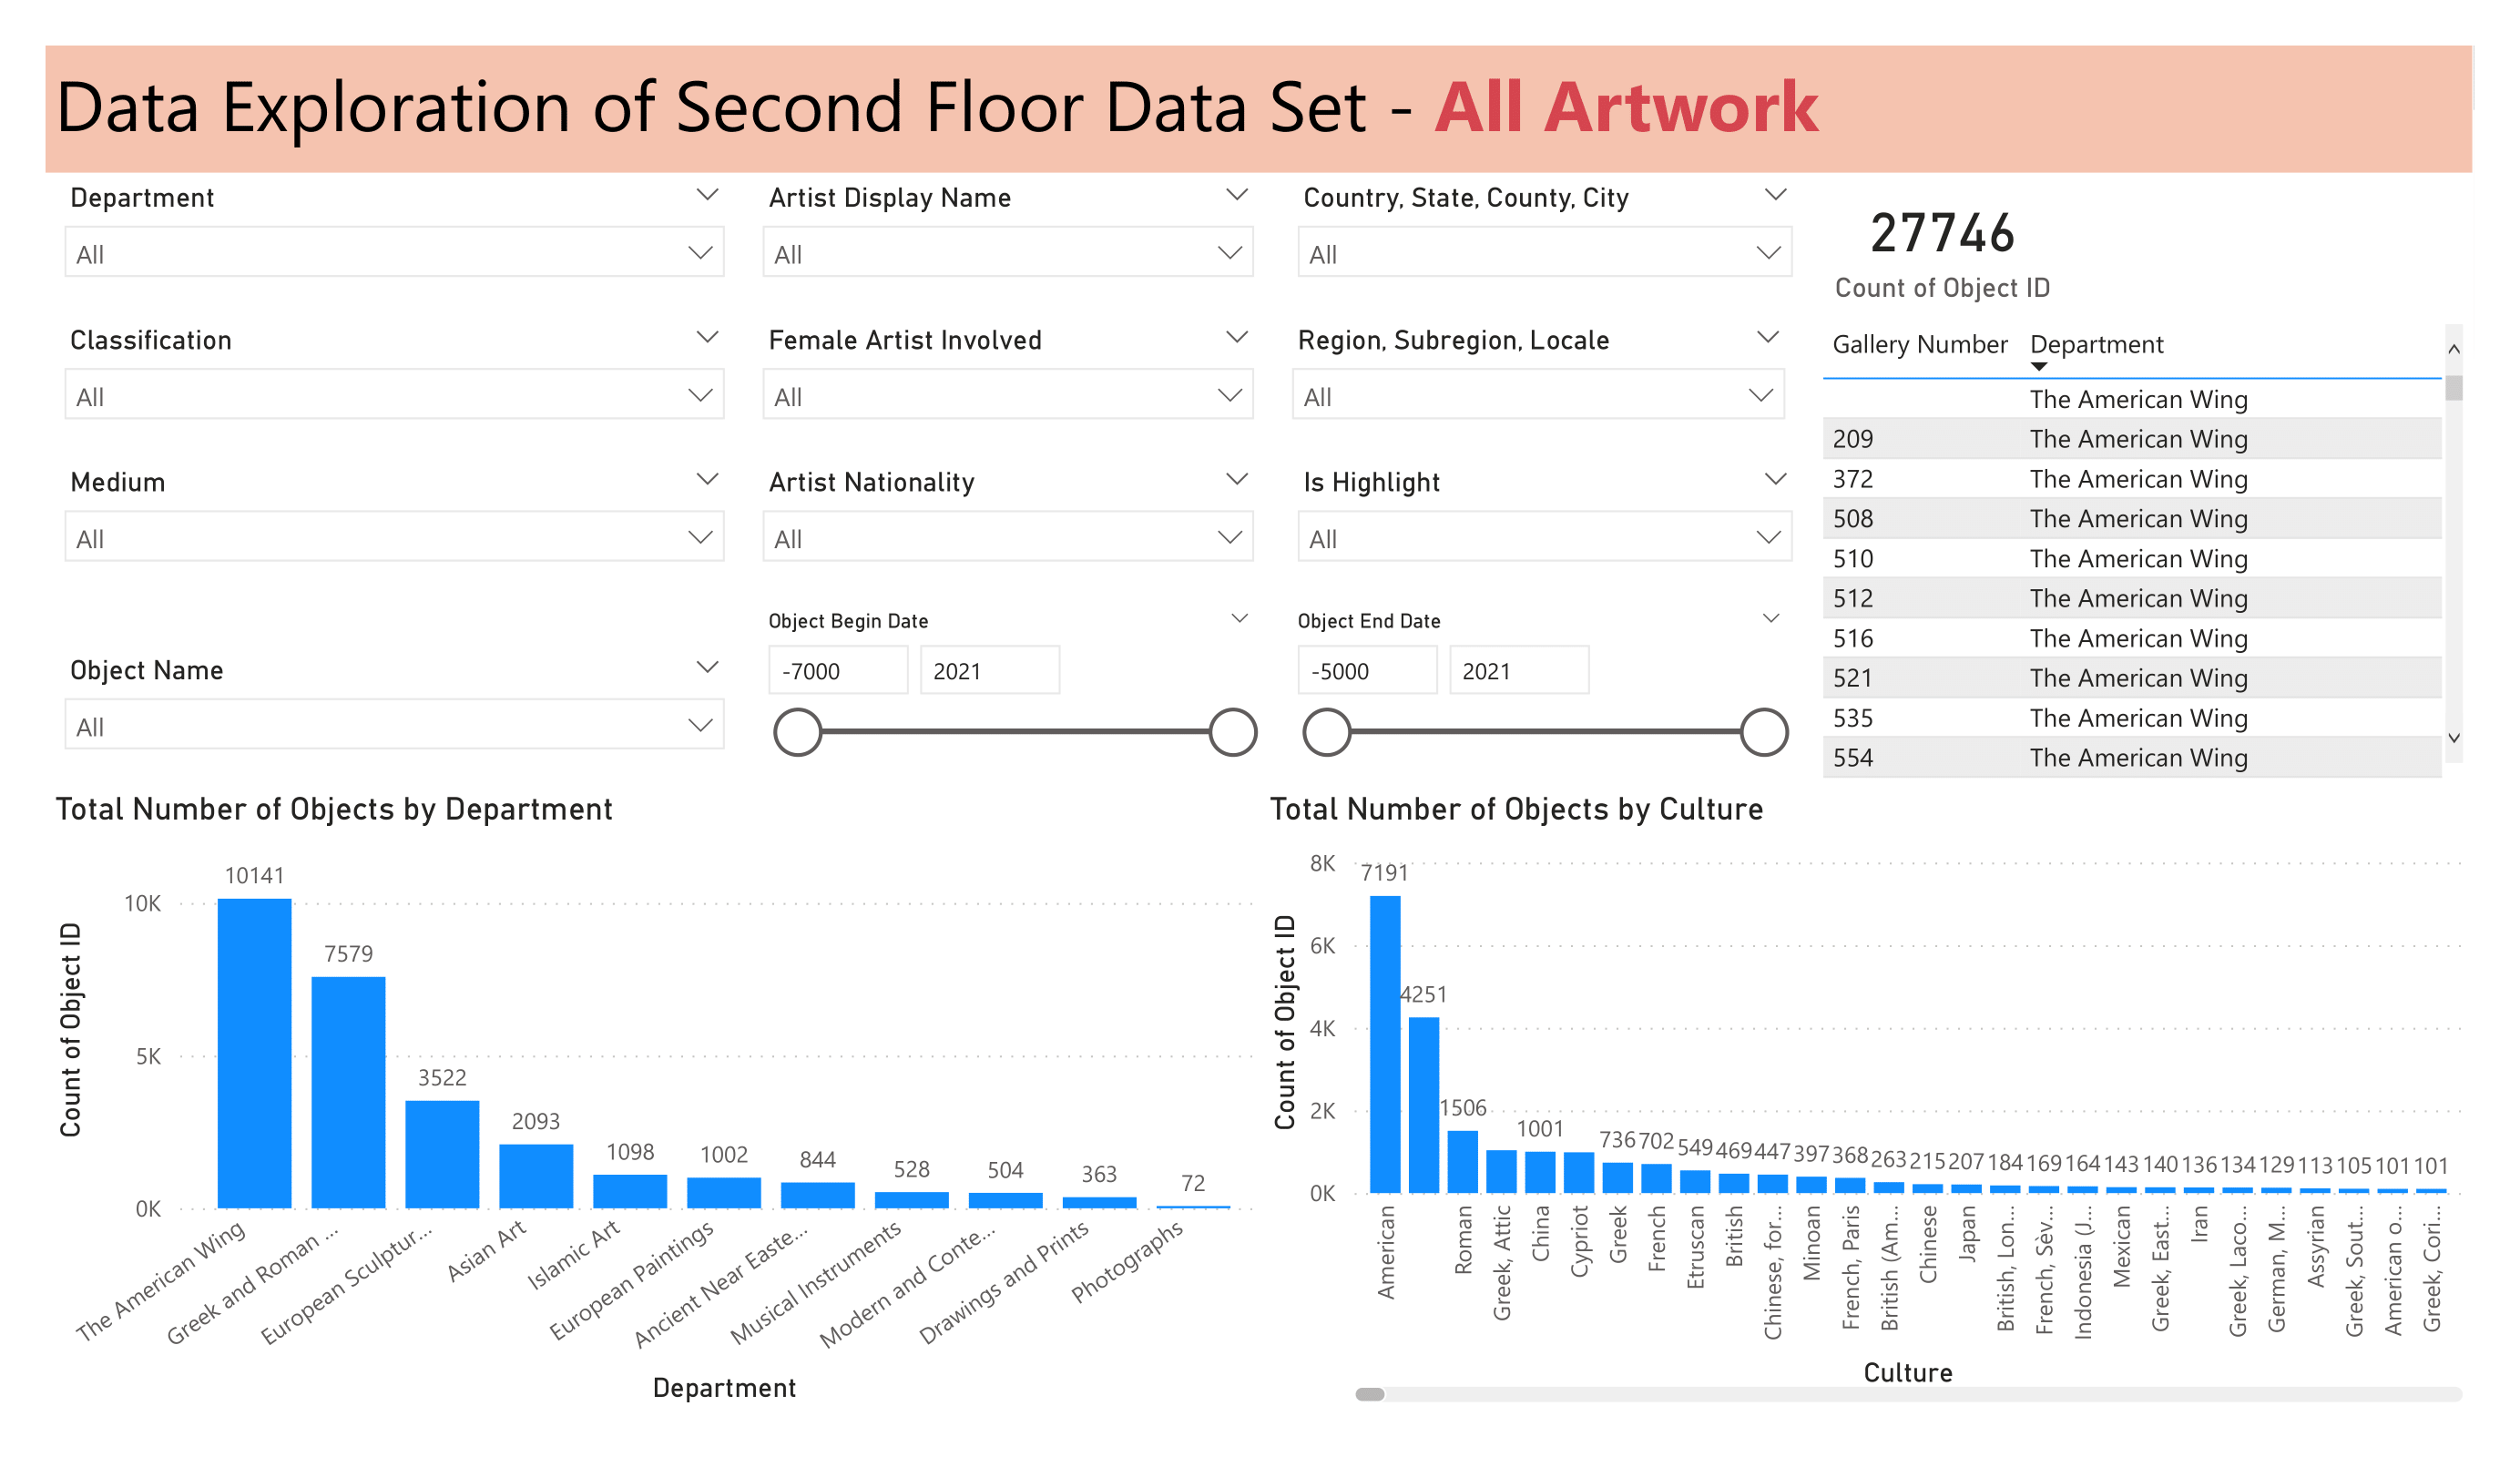 Data Exploration of Second Floor Data Set - All Artwork
Department
All
Artist Display Name
All
Country, State, County, City
All
27746
Count of Object ID
Classification
All
Female Artist Involved
All
Region, Subregion, Locale
All
Medium
All
Artist Nationality
All
Is Highlight
All
Object Name
All
Object Begin Date
-7000 2021
Object End Date
-5000 2021
Gallery Number Department
The American Wing
209 The American Wing
372 The American Wing
508 The American Wing
510 The American Wing
512 The American Wing
516 The American Wing
521 The American Wing
535 The American Wing
554 The American Wing
Total Number of Objects by Department
Count of Object ID
10K
5K
0K
10141 7579 3522 2093 1098 1002 844 528 504 363 72
The American Wing
Greek and Roman ...
European Sculptur...
Asian Art
Islamic Art
European Paintings
Ancient Near Easte...
Musical Instruments
Modern and Conte...
Drawings and Prints
Photographs
Department
Total Number of Objects by Culture
Count of Object ID
8K
6K
4K
2K
0K
7191 4251 1506 1001 736 702 549 469 447 397 368 263 215 207 184 169 164 143 140 136 134 129 113 105 101 101
American
Roman
Greek, Attic
China
Cypriot
Greek
French
Etruscan
British
Chinese, for...
Minoan
French, Paris
British (Am...
Chinese
Japan
British, Lon...
French, Sèv...
Indonesia (J...
Mexican
Greek, East...
Iran
Greek, Laco...
German, M...
Assyrian
Greek, Sout...
American o...
Greek, Cori...
Culture